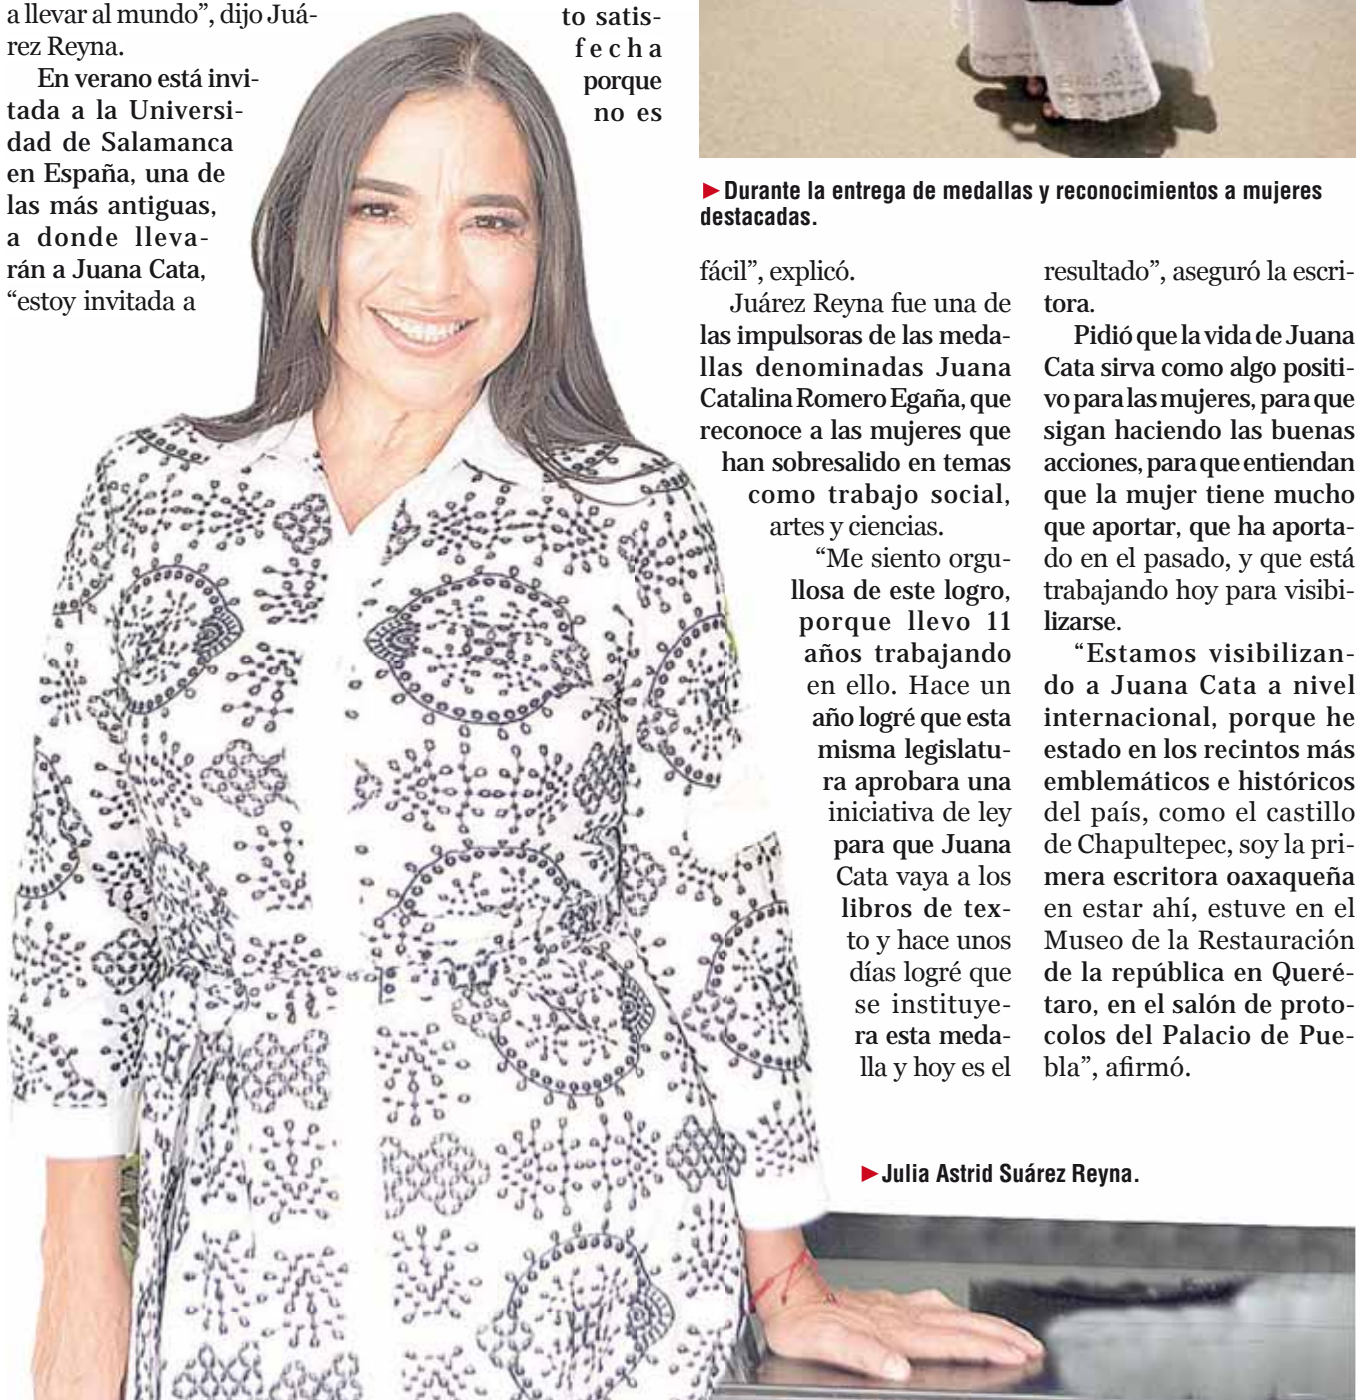 a llevar al mundo”, dijo Juá-
rez Reyna.
En verano está invi-
tada a la Universi-
dad de Salamanca
en España, una de
las más antiguas,
a donde lleva-
rán a Juana Cata,
“estoy invitada a
to satis-
fecha
porque
no es
►Durante la entrega de medallas y reconocimientos a mujeres
destacadas.
fácil”, explicó.
Juárez Reyna fue una de
las impulsoras de las meda-
llas denominadas Juana
Catalina Romero Egaña, que
reconoce a las mujeres que
han sobresalido en temas
como trabajo social,
artes y ciencias.
“Me siento orgu-
llosa de este logro,
porque llevo 11
años trabajando
en ello. Hace un
año logré que esta
misma legislatu-
ra aprobara una
iniciativa de ley
para que Juana
Cata vaya a los
libros de tex-
to y hace unos
días logré que
se instituye-
ra esta meda-
lla y hoy es el
resultado”, aseguró la escri-
tora.
Pidió que la vida de Juana
Cata sirva como algo positi-
vo para las mujeres, para que
sigan haciendo las buenas
acciones, para que entiendan
que la mujer tiene mucho
que aportar, que ha aporta-
do en el pasado, y que está
trabajando hoy para visibi-
lizarse.
“Estamos visibilizan-
do a Juana Cata a nivel
internacional, porque he
estado en los recintos más
emblemáticos e históricos
del país, como el castillo
de Chapultepec, soy la pri-
mera escritora oaxaqueña
en estar ahí, estuve en el
Museo de la Restauración
de la república en Queré-
taro, en el salón de proto-
colos del Palacio de Pue-
bla”, afirmó.
►Julia Astrid Suárez Reyna.